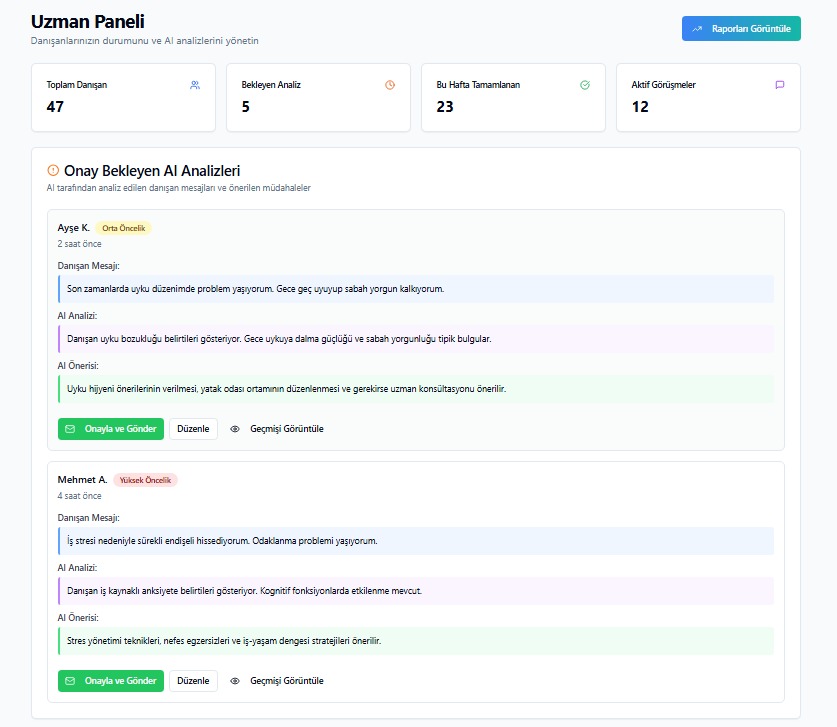 Uzman Paneli
Danışanlarınızın durumunu ve AI analizlerini yönetin
Raporları Görüntüle
Toplam Danışan
47
Bekleyen Analiz
5
Bu Hafta Tamamlanan
23
Aktif Görüşmeler
12
Onay Bekleyen AI Analizleri
AI tarafından analiz edilen danışan mesajları ve önerilen müdahaleler
Ayşe K. Orta Öncelik
2 saat önce
Danışan Mesajı:
Son zamanlarda uyku düzenimde problem yaşıyorum. Gece geç uyuyup sabah yorgun kalkıyorum.
AI Analizi:
Danışan uyku bozukluğu belirtileri gösteriyor. Gece uykuya dalma güçlüğü ve sabah yorgunluğu tipik bulgular.
AI Önerisi:
Uyku hijyeni önerilerinin verilmesi, yatak odası ortamının düzenlenmesi ve gerekirse uzman konsültasyonu önerilir.
Onayla ve Gönder Düzenle Geçmişi Görüntüle
Mehmet A. Yüksek Öncelik
4 saat önce
Danışan Mesajı:
İş stresi nedeniyle sürekli endişeli hissediyorum. Odaklanma problemi yaşıyorum.
AI Analizi:
Danışan iş kaynaklı anksiyete belirtileri gösteriyor. Kognitif fonksiyonlarda etkilenme mevcut.
AI Önerisi:
Stres yönetimi teknikleri, nefes egzersizleri ve iş-yaşam dengesi stratejileri önerilir.
Onayla ve Gönder Düzenle Geçmişi Görüntüle